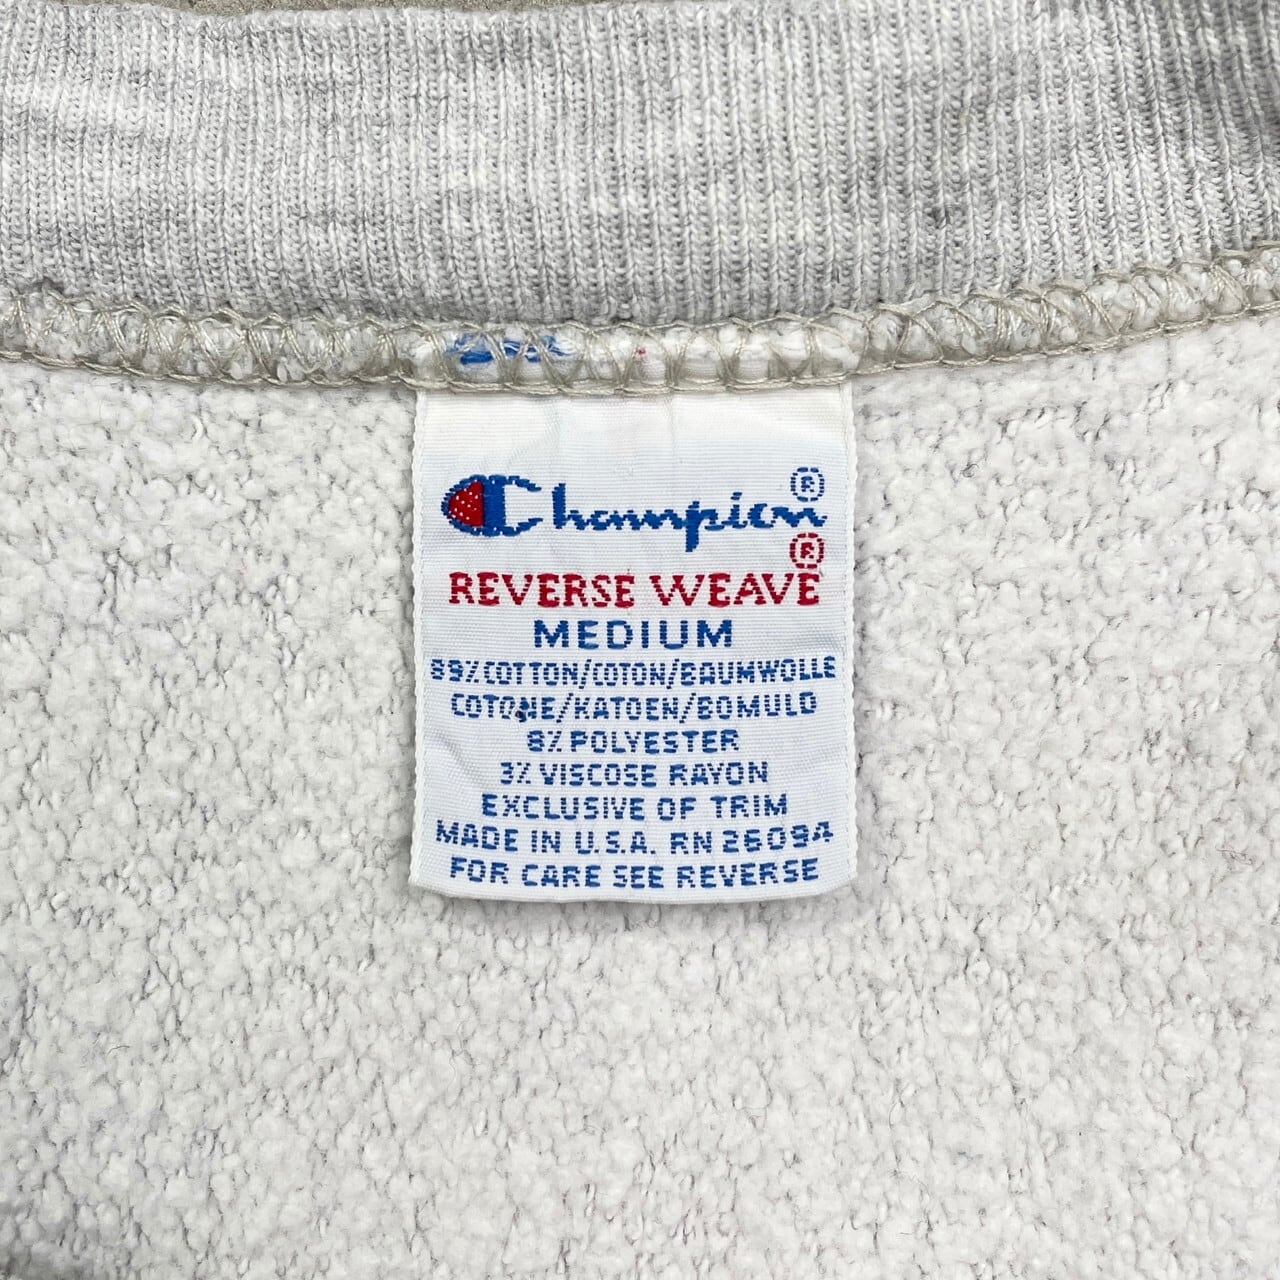 Champion®
REVERSE WEAVE®
MEDIUM
89% COTTON/COTON/BAUMWOLLE
COTONE/KATOEN/BOMULD
8% POLYESTER
3% VISCOSE RAYON
EXCLUSIVE OF TRIM
MADE IN U.S.A. RN 26094
FOR CARE SEE REVERSE